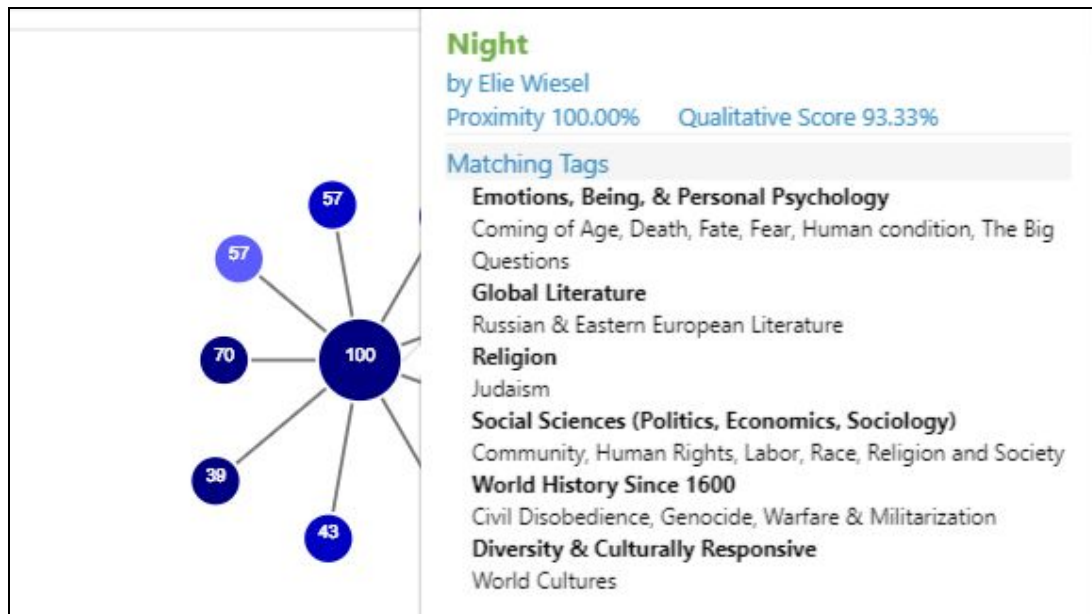 57
57
70
100
39
43
Night
by Elie Wiesel
Proximity 100.00% Qualitative Score 93.33%
Matching Tags
Emotions, Being, & Personal Psychology
Coming of Age, Death, Fate, Fear, Human condition, The Big
Questions
Global Literature
Russian & Eastern European Literature
Religion
Judaism
Social Sciences (Politics, Economics, Sociology)
Community, Human Rights, Labor, Race, Religion and Society
World History Since 1600
Civil Disobedience, Genocide, Warfare & Militarization
Diversity & Culturally Responsive
World Cultures